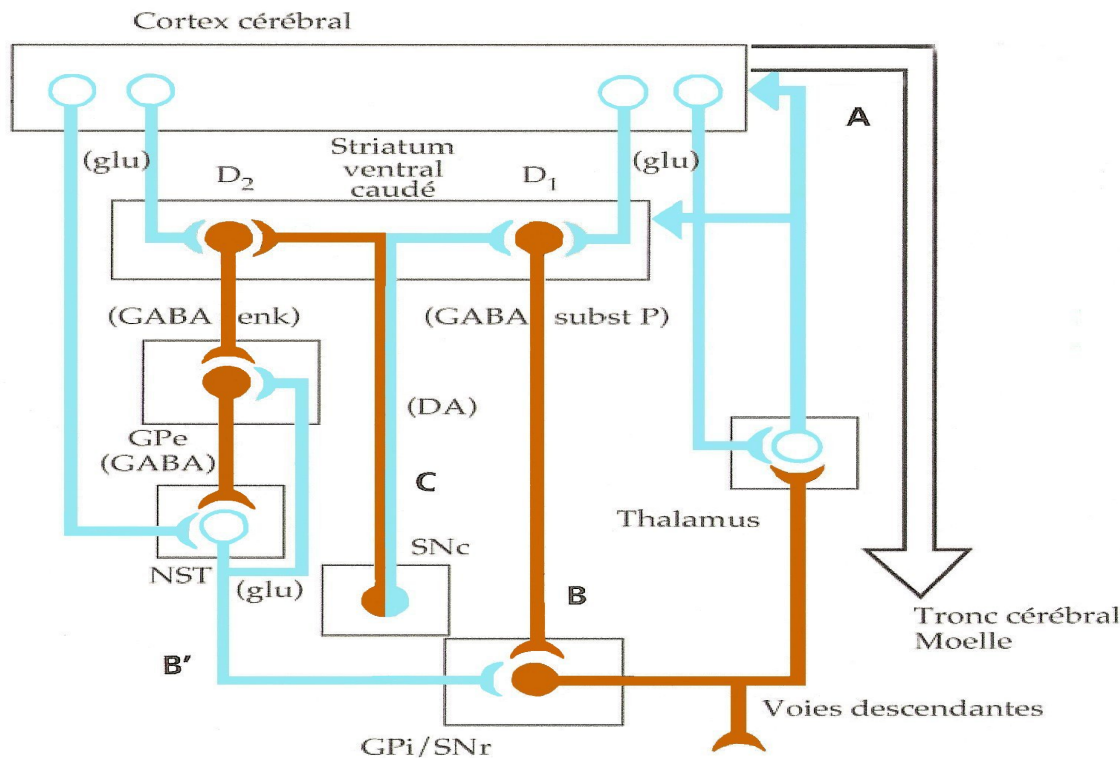 Cortex cérébral
A
(glu)
D2
Striatum
ventral
caudé
D1
(glu)
(GABA enk)
(GABA subst P)
(DA)
GPe
(GABA)
C
Thalamus
SNc
NST
(glu)
B
B'
Tronc cérébral
Moelle
Voies descendantes
GPi/SNr